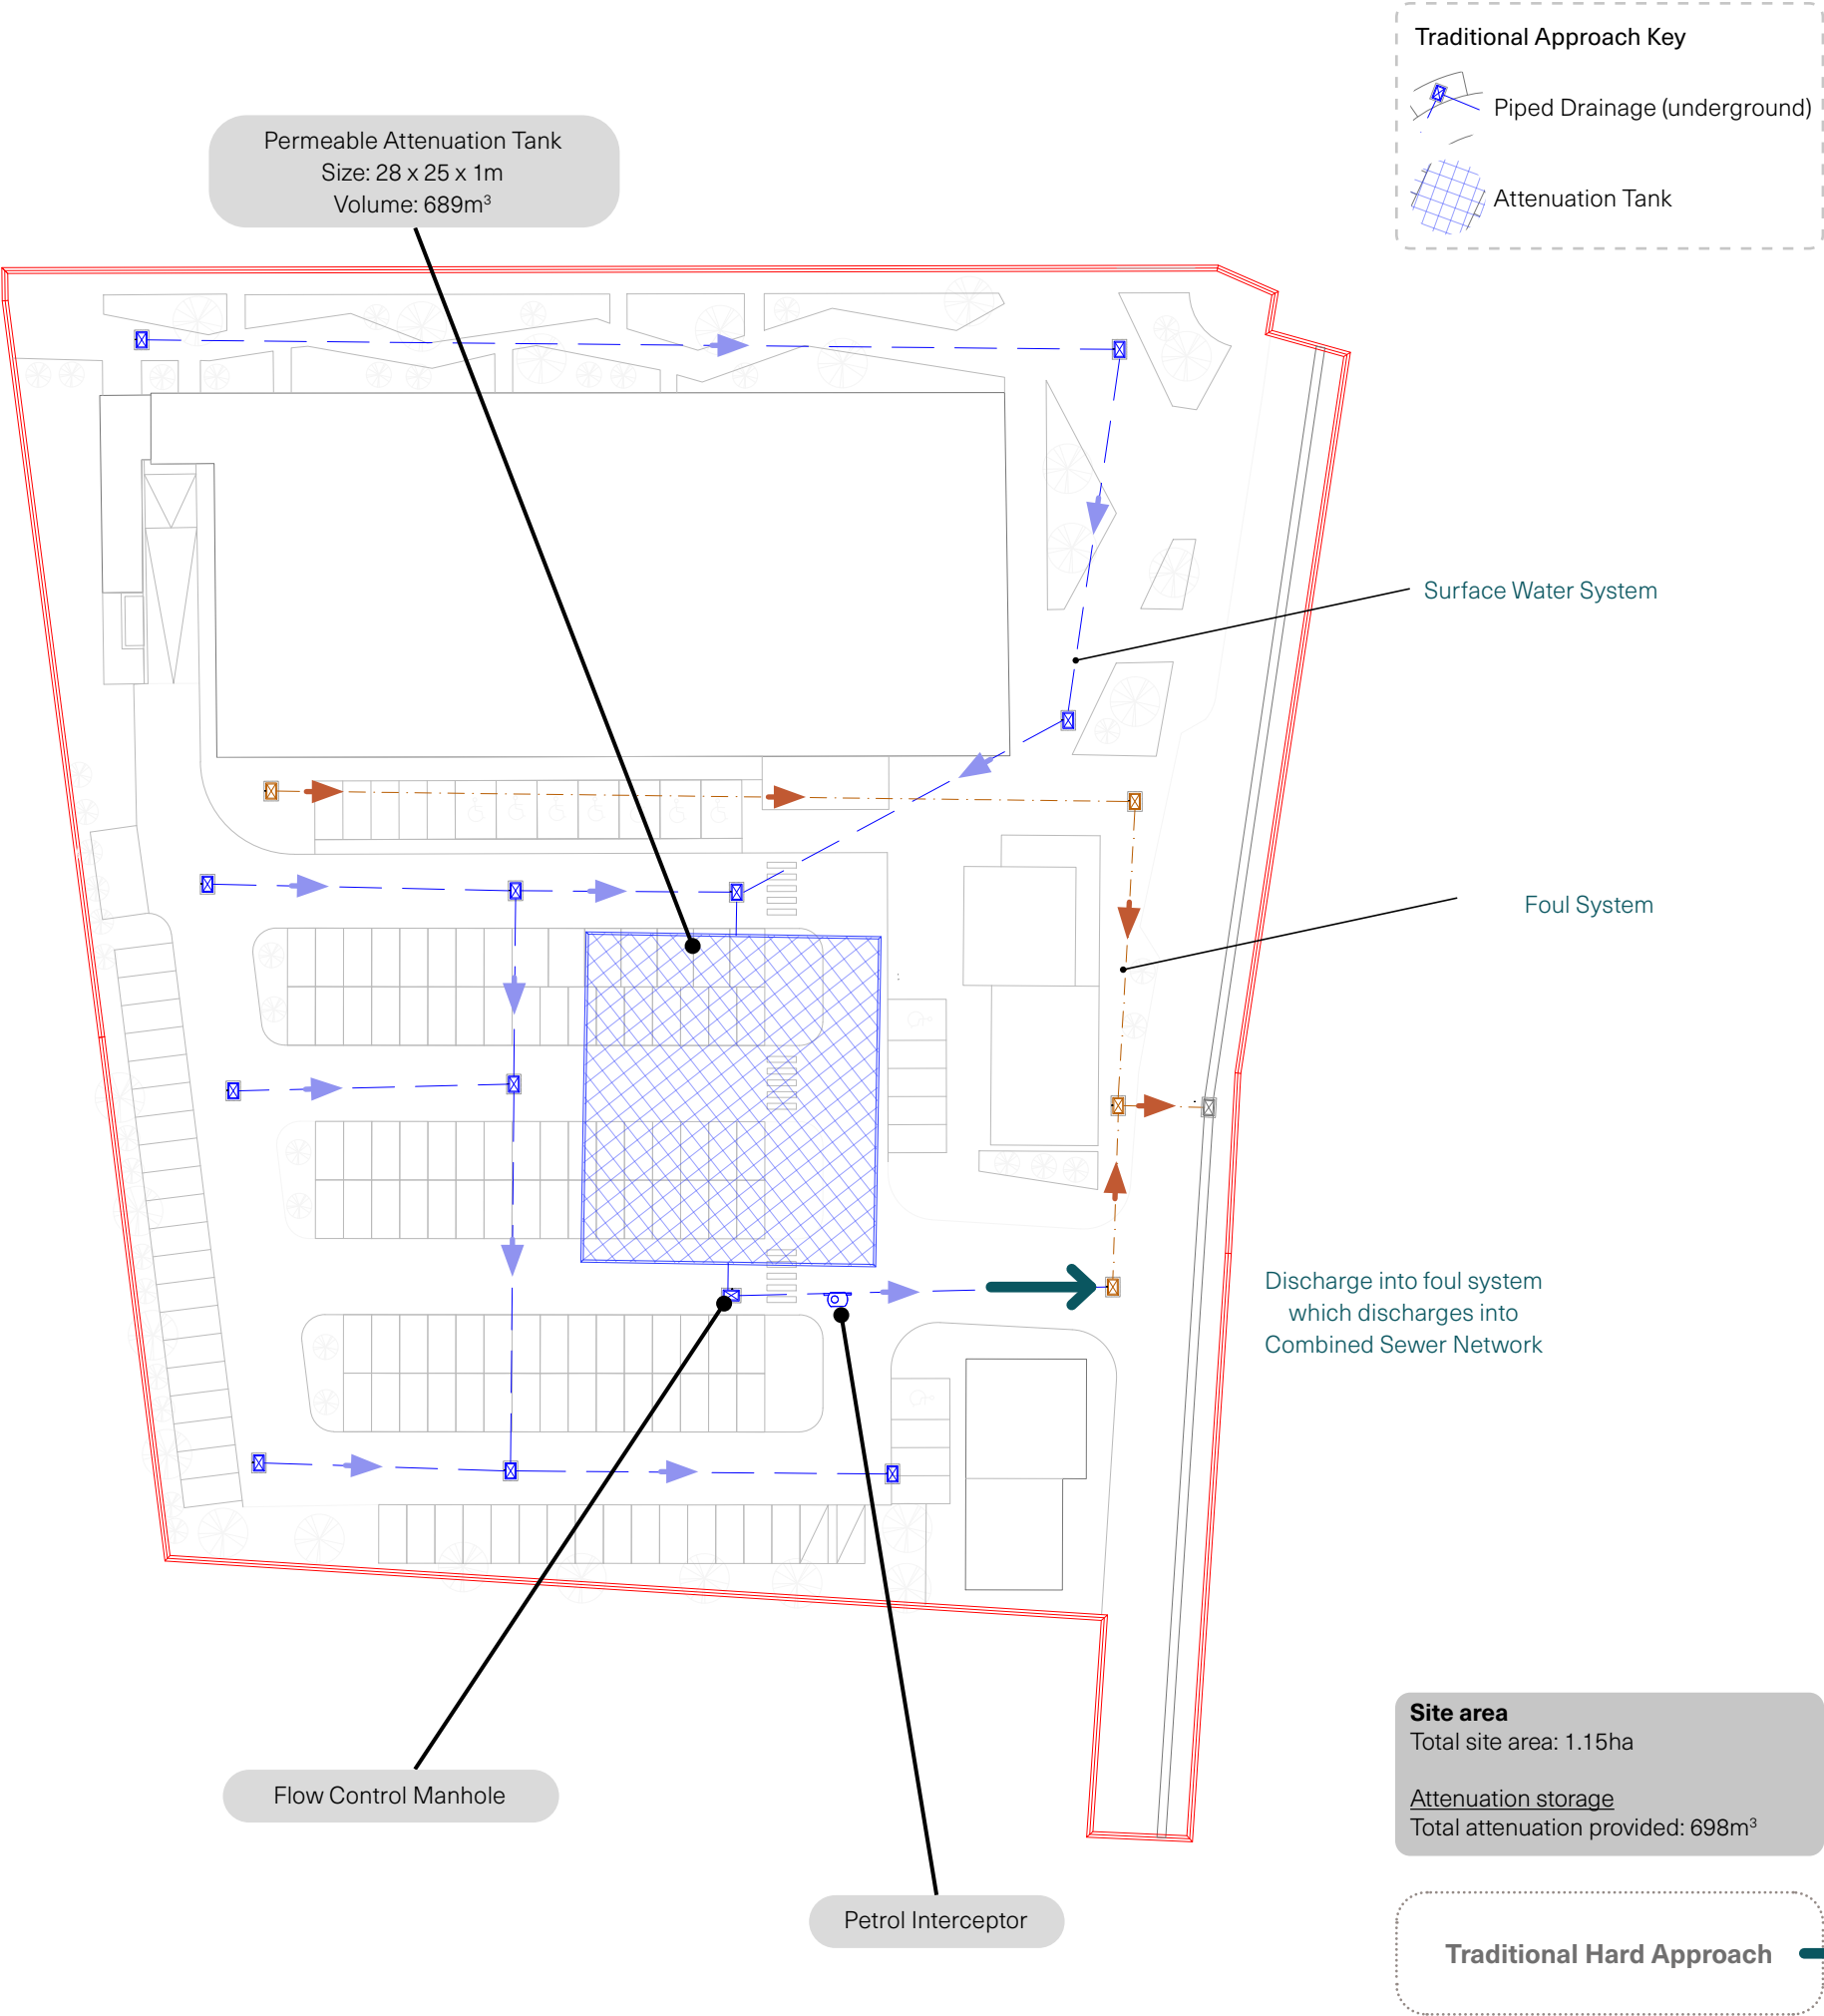 Traditional Approach Key
Piped Drainage (underground)
Attenuation Tank
Permeable Attenuation Tank
Size: 28 x 25 x 1m
Volume: 689m³
Surface Water System
Foul System
Discharge into foul system
which discharges into
Combined Sewer Network
Flow Control Manhole
Petrol Interceptor
Site area
Total site area: 1.15ha
Attenuation storage
Total attenuation provided: 698m³
Traditional Hard Approach